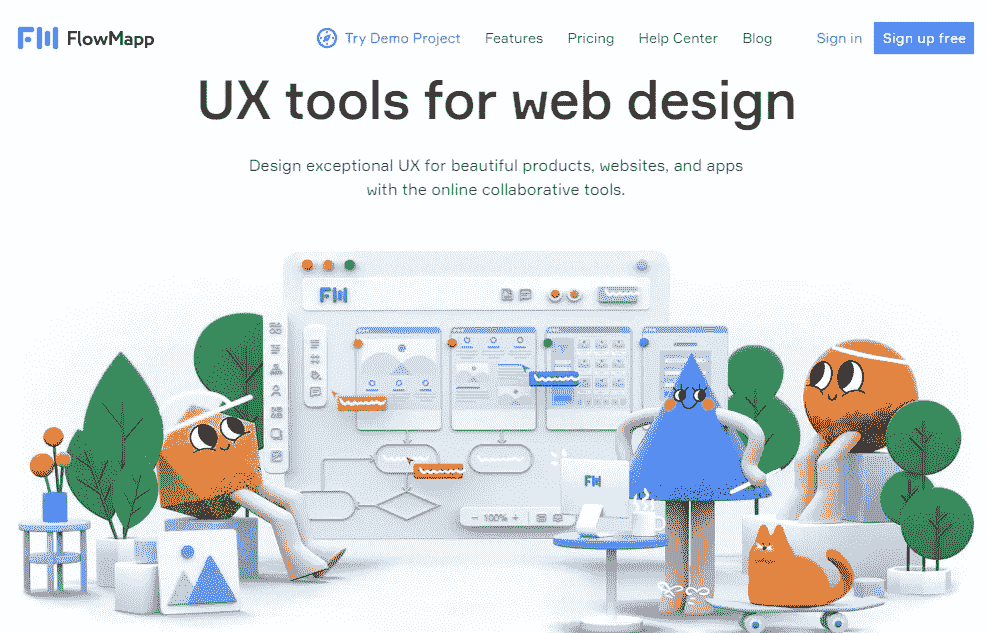 FlowMapp
Try Demo Project
Features
Pricing
Help Center
Blog
Sign in
Sign up free
UX tools for web design
Design exceptional UX for beautiful products, websites, and apps
with the online collaborative tools.
100%